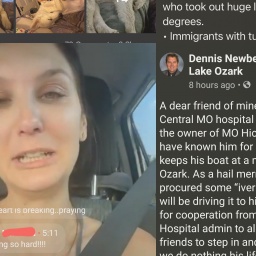 who took out huge l
degrees.
• Immigrants with tu
Dennis Newbe
Lake Ozark
8 hours ago •
A dear friend of mine
Central MO hospital
the owner of MO Hic
have known him for
keeps his boat at a n
Ozark. As a hail mer
procured some "iver
will be driving it to hi
for cooperation from
Hospital admin to al
friends to step in and
we do nothing his lif
eart is breaking..praying
5:11
ng so hard!!!!